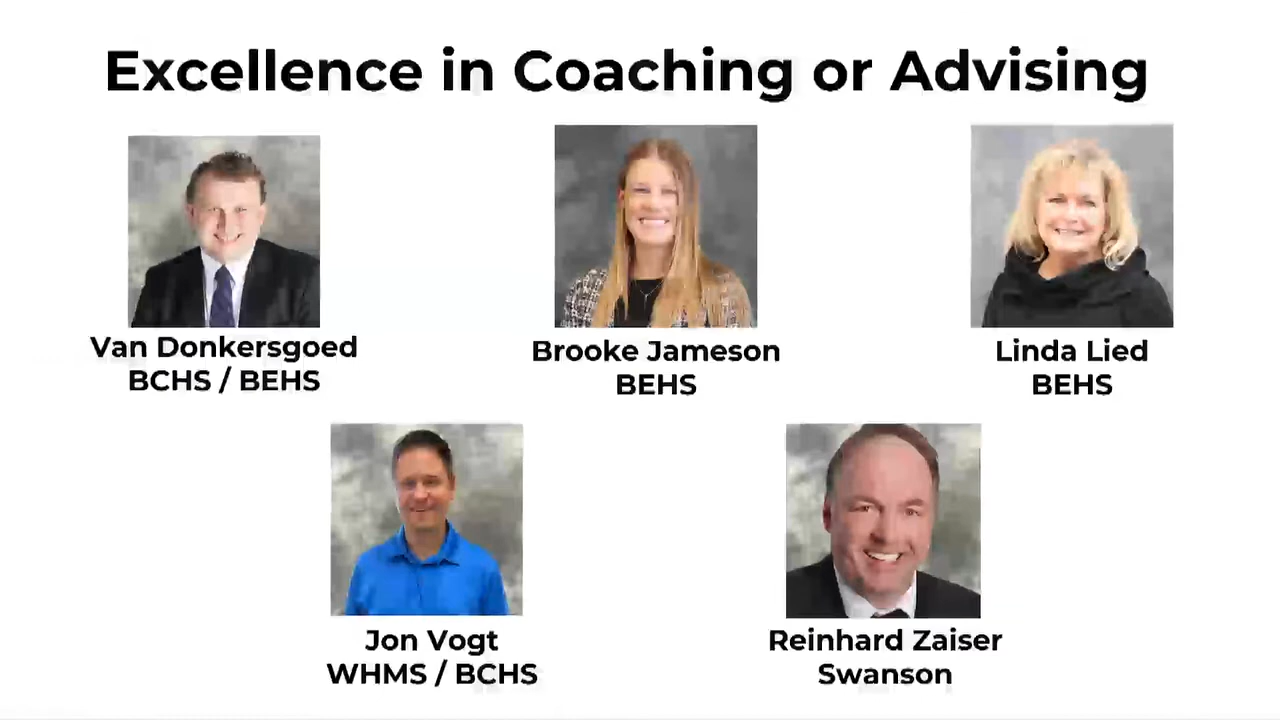 Excellence in Coaching or Advising
Van Donkersgoed
BCHS / BEHS
Brooke Jameson
BEHS
Linda Lied
BEHS
Jon Vogt
WHMS / BCHS
Reinhard Zaiser
Swanson